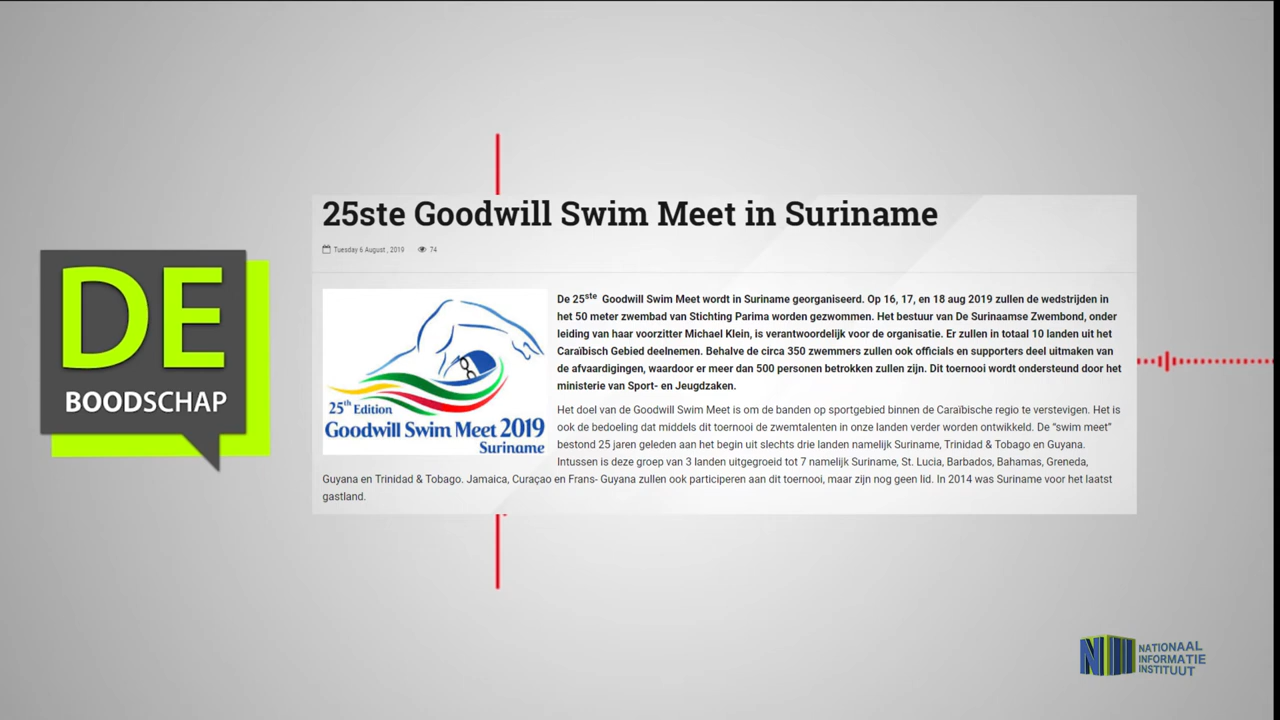 25ste Goodwill Swim Meet in Suriname
Tuesday 6 August , 2019 74
DE
BOODSCHAP
25th Edition
Goodwill Swim Meet 2019
Suriname
De 25ste Goodwill Swim Meet wordt in Suriname georganiseerd. Op 16, 17, en 18 aug 2019 zullen de wedstrijden in
het 50 meter zwembad van Stichting Parima worden gezwommen. Het bestuur van De Surinaamse Zwembond, onder
leiding van haar voorzitter Michael Klein, is verantwoordelijk voor de organisatie. Er zullen in totaal 10 landen uit het
Caraïbisch Gebied deelnemen. Behalve de circa 350 zwemmers zullen ook officials en supporters deel uitmaken van
de afvaardigingen, waardoor er meer dan 500 personen betrokken zullen zijn. Dit toernooi wordt ondersteund door het
ministerie van Sport- en Jeugdzaken.
Het doel van de Goodwill Swim Meet is om de banden op sportgebied binnen de Caraïbische regio te verstevigen. Het is
ook de bedoeling dat middels dit toernooi de zwemtalenten in onze landen verder worden ontwikkeld. De “swim meet”
bestond 25 jaren geleden aan het begin uit slechts drie landen namelijk Suriname, Trinidad & Tobago en Guyana.
Intussen is deze groep van 3 landen uitgegroeid tot 7 namelijk Suriname, St. Lucia, Barbados, Bahamas, Greneda,
Guyana en Trinidad & Tobago. Jamaica, Curaçao en Frans- Guyana zullen ook participeren aan dit toernooi, maar zijn nog geen lid. In 2014 was Suriname voor het laatst
gastland.
NATIONAAL
INFORMATIE
INSTITUUT